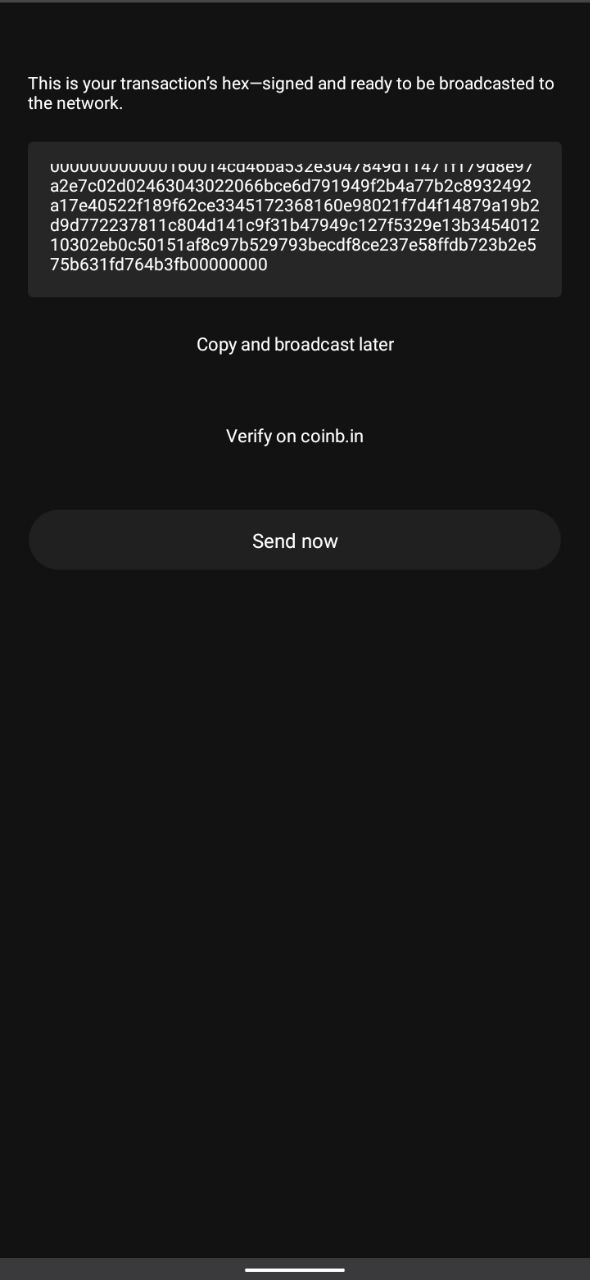 This is your transaction’s hex—signed and ready to be broadcasted to
the network.
a2e7c02d02463043022066bce6d791949f2b4a77b2c8932492
a17e40522f189f62ce3345172368160e98021f7d4f14879a19b2
d9d772237811c804d141c9f31b47949c127f5329e13b3454012
10302eb0c50151af8c97b529793becdf8ce237e58ffdb723b2e5
75b631fd764b3fb00000000
Copy and broadcast later
Verify on coinb.in
Send now